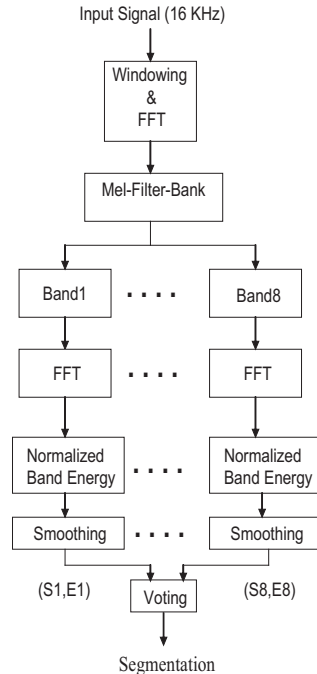 Input Signal (16 KHz)
Windowing
&
FFT
Mel-Filter-Bank
Band1
. . . .
Band8
FFT
. . . .
FFT
Normalized
Band Energy
. . . .
Normalized
Band Energy
Smoothing
. . . .
Smoothing
(S1,E1)
Voting
(S8,E8)
Segmentation